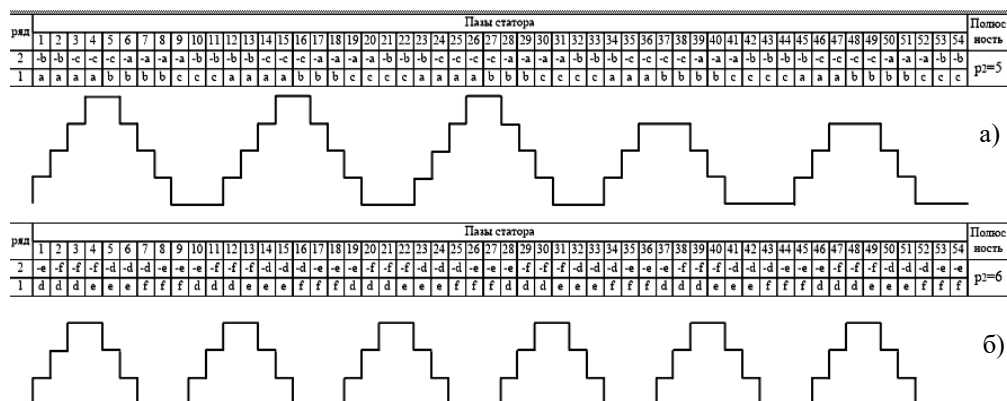 ряд Пазы статора Полюс ность
1 2 3 4 5 6 7 8 9 10 11 12 13 14 15 16 17 18 19 20 21 22 23 24 25 26 27 28 29 30 31 32 33 34 35 36 37 38 39 40 41 42 43 44 45 46 47 48 49 50 51 52 53 54
2 -b -b -c -c -c -a -a -a -a -b -b -b -b -c -c -c -a -a -a -a -b -b -b -c -c -c -c -a -a -a -a -b -b -b -c -c -c -c -a -a -a -b -b -b -b -c -c -c -c -a -a -a -b -b p2=5
1 a a a a b b b b c c c a a a a b b b c c c c a a a a b b b c c c c a a a b b b b c c c c a a a b b b b c c c
а)
ряд Пазы статора Полюс ность
1 2 3 4 5 6 7 8 9 10 11 12 13 14 15 16 17 18 19 20 21 22 23 24 25 26 27 28 29 30 31 32 33 34 35 36 37 38 39 40 41 42 43 44 45 46 47 48 49 50 51 52 53 54
2 -e -f -f -f -d -d -d -e -e -e -f -f -f -d -d -d -e -e -e -f -f -f -d -d -d -e -e -e -f -f -f -d -d -d -e -e -e -f -f -f -d -d -d -e -e -e -f -f -f -d -d -d -e -e p2=6
1 d d d e e e f f f d d d e e e f f f d d d e e e f f f d d d e e e f f f d d d e e e f f f d d d e e e f f f
б)